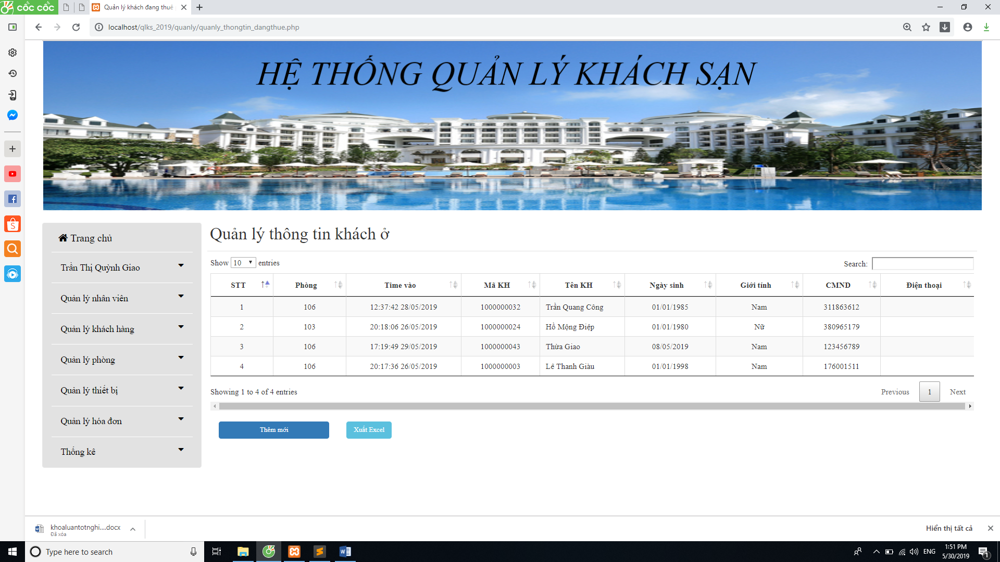 cốc cốc
Quản lý khách đang thuê
localhost/qlks_2019/quanly/quanly_thongtin_dangthue.php
HỆ THỐNG QUẢN LÝ KHÁCH SẠN
Trang chủ
Trần Thị Quỳnh Giao
Quản lý nhân viên
Quản lý khách hàng
Quản lý phòng
Quản lý thiết bị
Quản lý hóa đơn
Thống kê
Quản lý thông tin khách ở
Show 10 entries
Search:
STT Phòng Time vào Mã KH Tên KH Ngày sinh Giới tính CMND Điện thoại
1 106 12:37:42 28/05/2019 1000000032 Trần Quang Công 01/01/1985 Nam 311863612
2 103 20:18:06 26/05/2019 1000000024 Hồ Mộng Điệp 01/01/1980 Nữ 380965179
3 106 17:19:49 29/05/2019 1000000043 Thừa Giao 08/05/2019 Nam 123456789
4 106 20:17:36 26/05/2019 1000000003 Lê Thanh Giàu 01/01/1998 Nam 176001511
Showing 1 to 4 of 4 entries
Previous 1 Next
Thêm mới Xuất Excel
khoaluantotnghi....docx
Đã xóa
Hiển thị tất cả
Type here to search
ENG
1:51 PM
5/30/2019
1